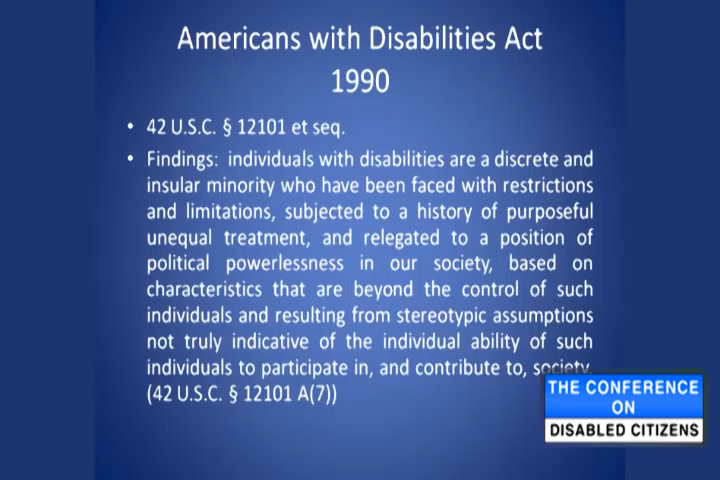 Americans with Disabilities Act
1990
• 42 U.S.C. § 12101 et seq.
• Findings: individuals with disabilities are a discrete and
insular minority who have been faced with restrictions
and limitations, subjected to a history of purposeful
unequal treatment, and relegated to a position of
political powerlessness in our society, based on
characteristics that are beyond the control of such
individuals and resulting from stereotypic assumptions
not truly indicative of the individual ability of such
individuals to participate in, and contribute to, society.
(42 U.S.C. § 12101 A(7))
THE CONFERENCE
ON
DISABLED CITIZENS